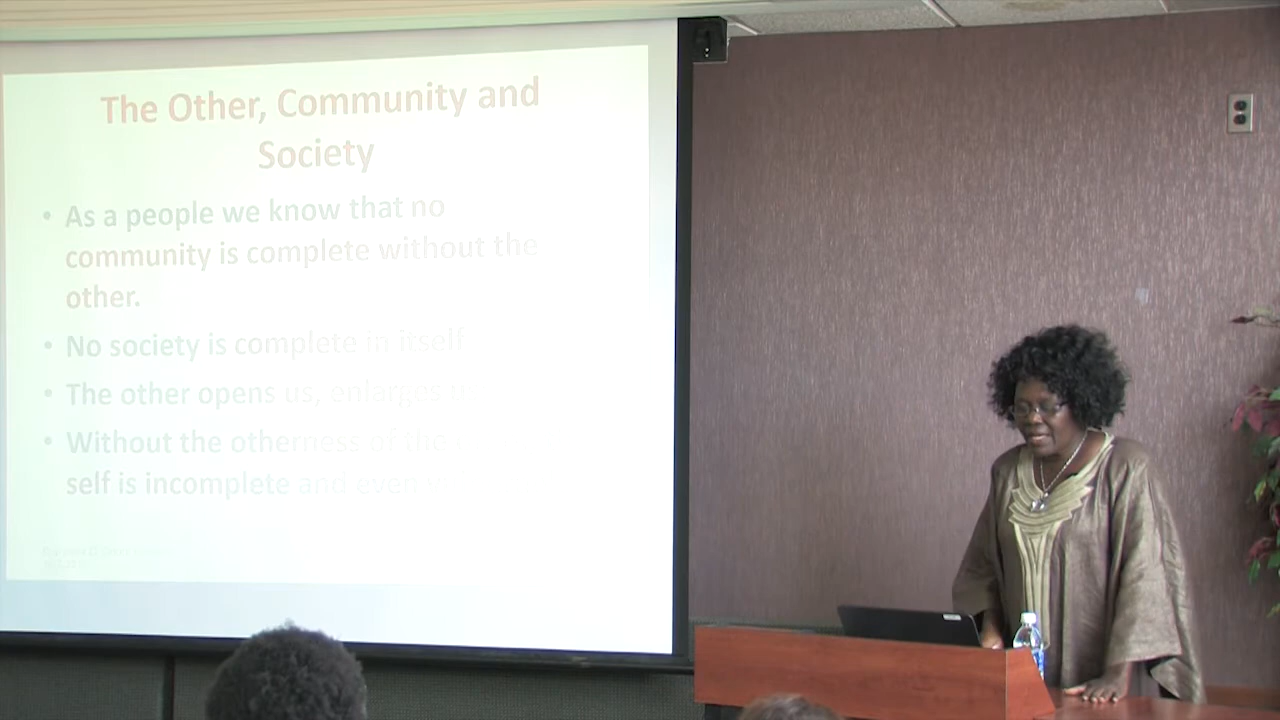 The Other, Community and
Society
• As a people we know that no
community is complete without the
other.
• No society is complete in itself
• The other opens us, enlarges
• Without the otherness of the
self is incomplete and even